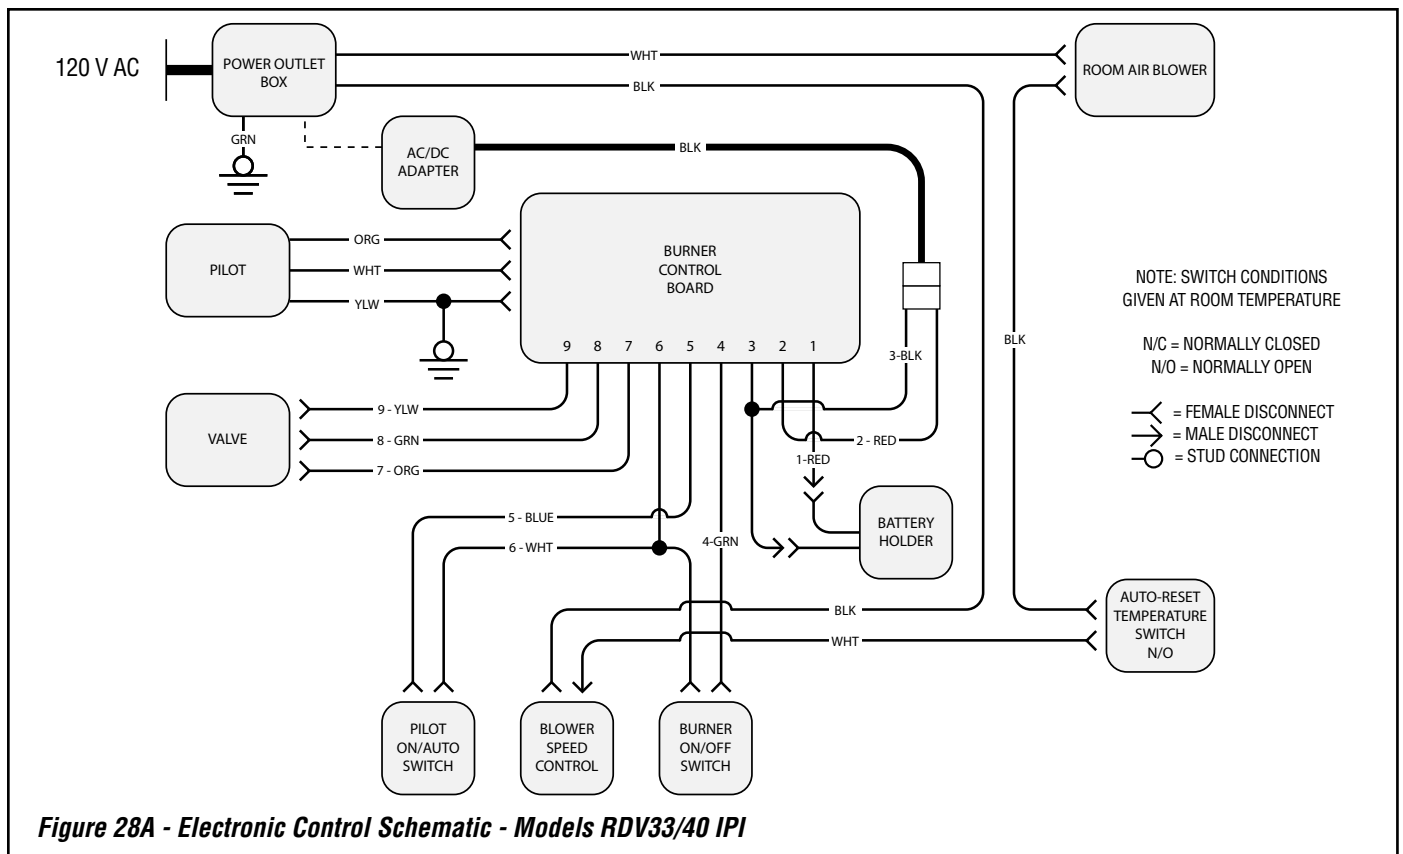 120 V AC
POWER OUTLET
BOX
WHT
BLK
ROOM AIR BLOWER
GRN
AC/DC
ADAPTER
BLK
PILOT
ORG
WHT
YLW
BURNER
CONTROL
BOARD
9 8 7 6 5 4 3 2 1
NOTE: SWITCH CONDITIONS
GIVEN AT ROOM TEMPERATURE
N/C = NORMALLY CLOSED
N/O = NORMALLY OPEN
= FEMALE DISCONNECT
= MALE DISCONNECT
= STUD CONNECTION
BLK
3-BLK
VALVE
9 - YLW
8 - GRN
7 - ORG
2 - RED
1-RED
BATTERY
HOLDER
5 - BLUE
6 - WHT
4-GRN
BLK
WHT
AUTO-RESET
TEMPERATURE
SWITCH
N/O
PILOT
ON/AUTO
SWITCH
BLOWER
SPEED
CONTROL
BURNER
ON/OFF
SWITCH
Figure 28A - Electronic Control Schematic - Models RDV33/40 IPI